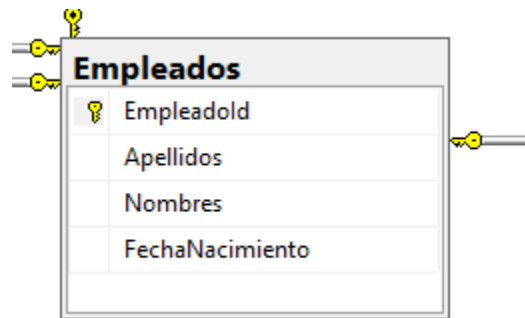 Empleados
EmpleadoId
Apellidos
Nombres
FechaNacimiento